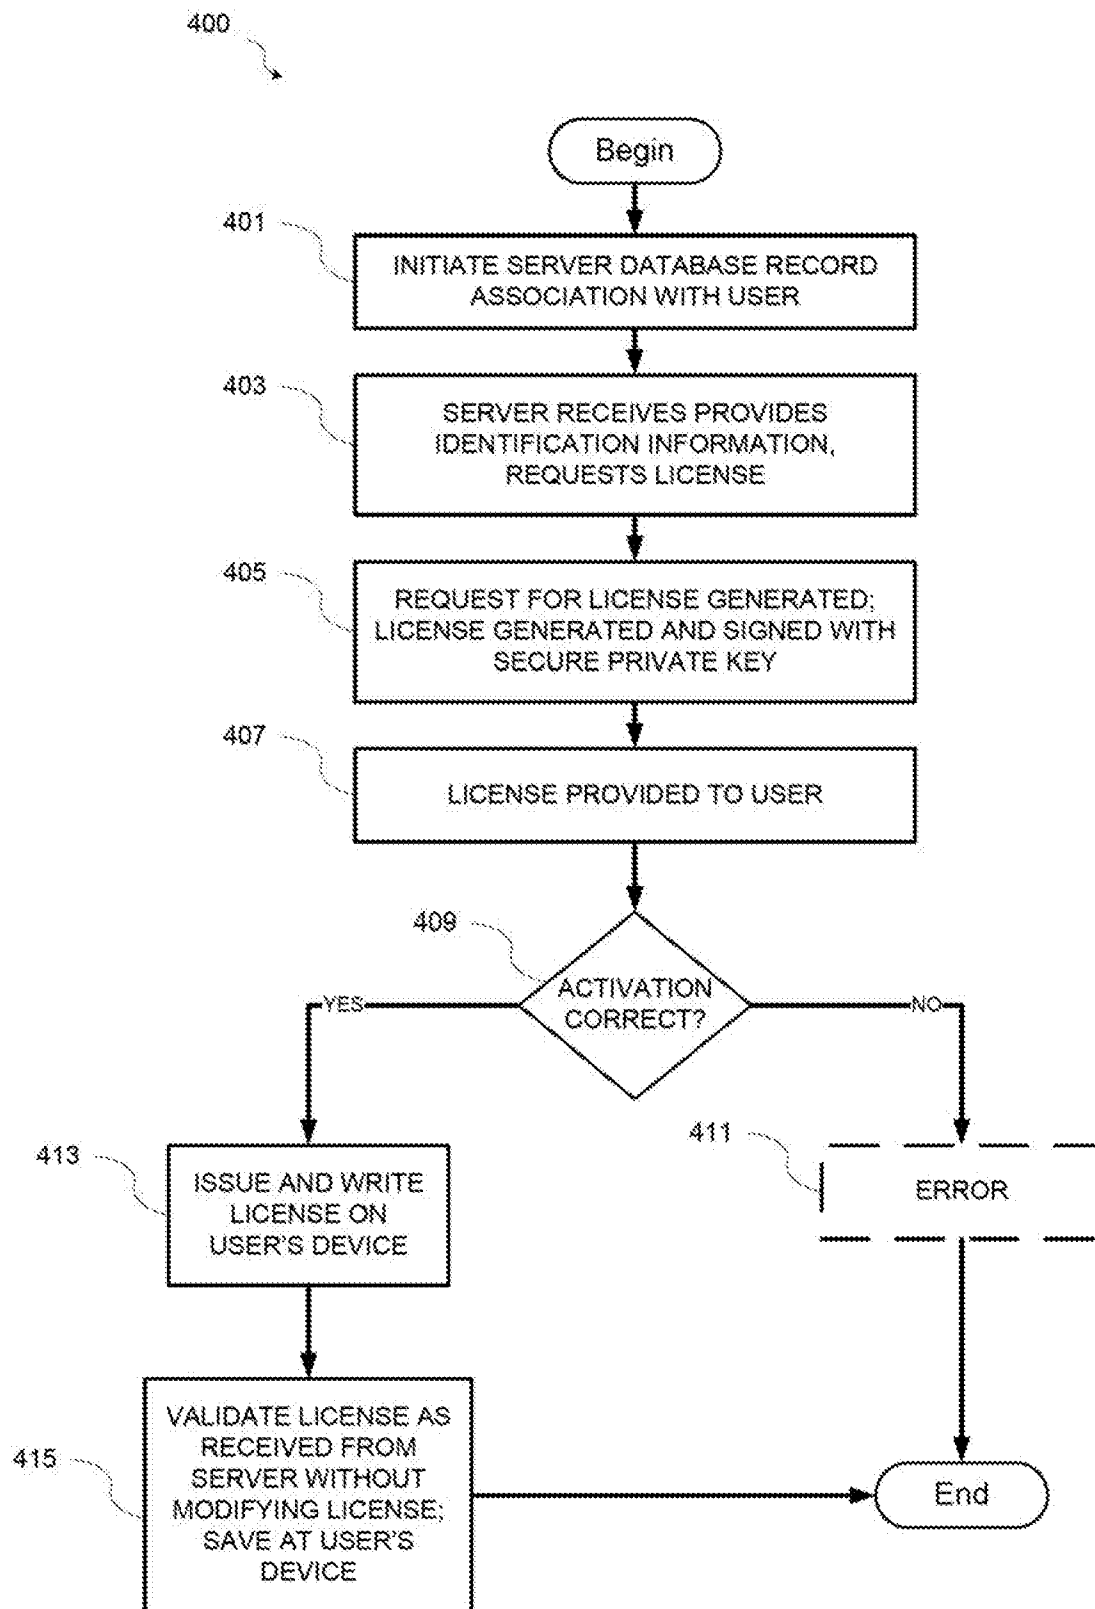 400
Begin
401
INITIATE SERVER DATABASE RECORD
ASSOCIATION WITH USER
403
SERVER RECEIVES PROVIDES
IDENTIFICATION INFORMATION,
REQUESTS LICENSE
405
REQUEST FOR LICENSE GENERATED;
LICENSE GENERATED AND SIGNED WITH
SECURE PRIVATE KEY
407
LICENSE PROVIDED TO USER
409
ACTIVATION
CORRECT?
YES
NO
413
ISSUE AND WRITE
LICENSE ON
USER'S DEVICE
411
ERROR
415
VALIDATE LICENSE AS
RECEIVED FROM
SERVER WITHOUT
MODIFYING LICENSE;
SAVE AT USER'S
DEVICE
End